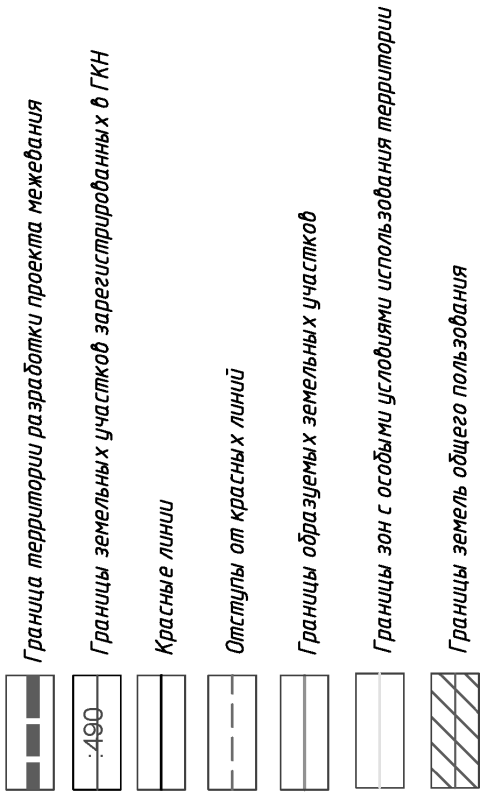 Граница территории разработки проекта межевания
:490 Границы земельных участков зарегистрированных в ГКН
Красные линии
Отступы от красных линий
Границы образуемых земельных участков
Границы зон с особыми условиями использования территории
Границы земель общего пользования